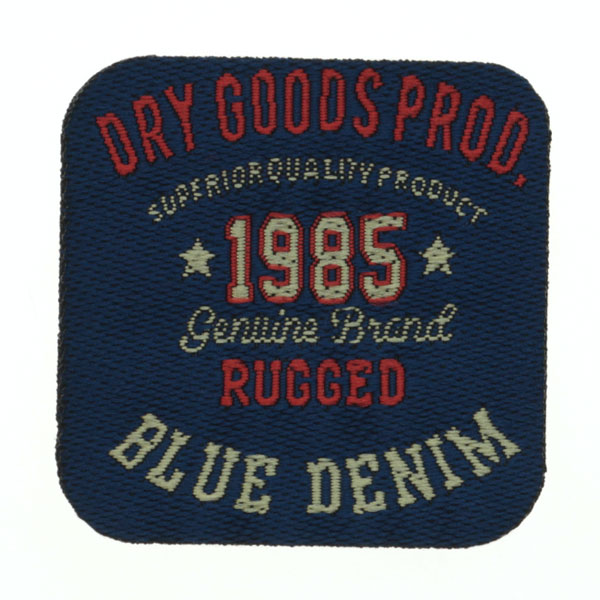 DRY GOODS PROD.
SUPERIOR QUALITY PRODUCT
1985
Genuine Brand
RUGGED
BLUE DENIM